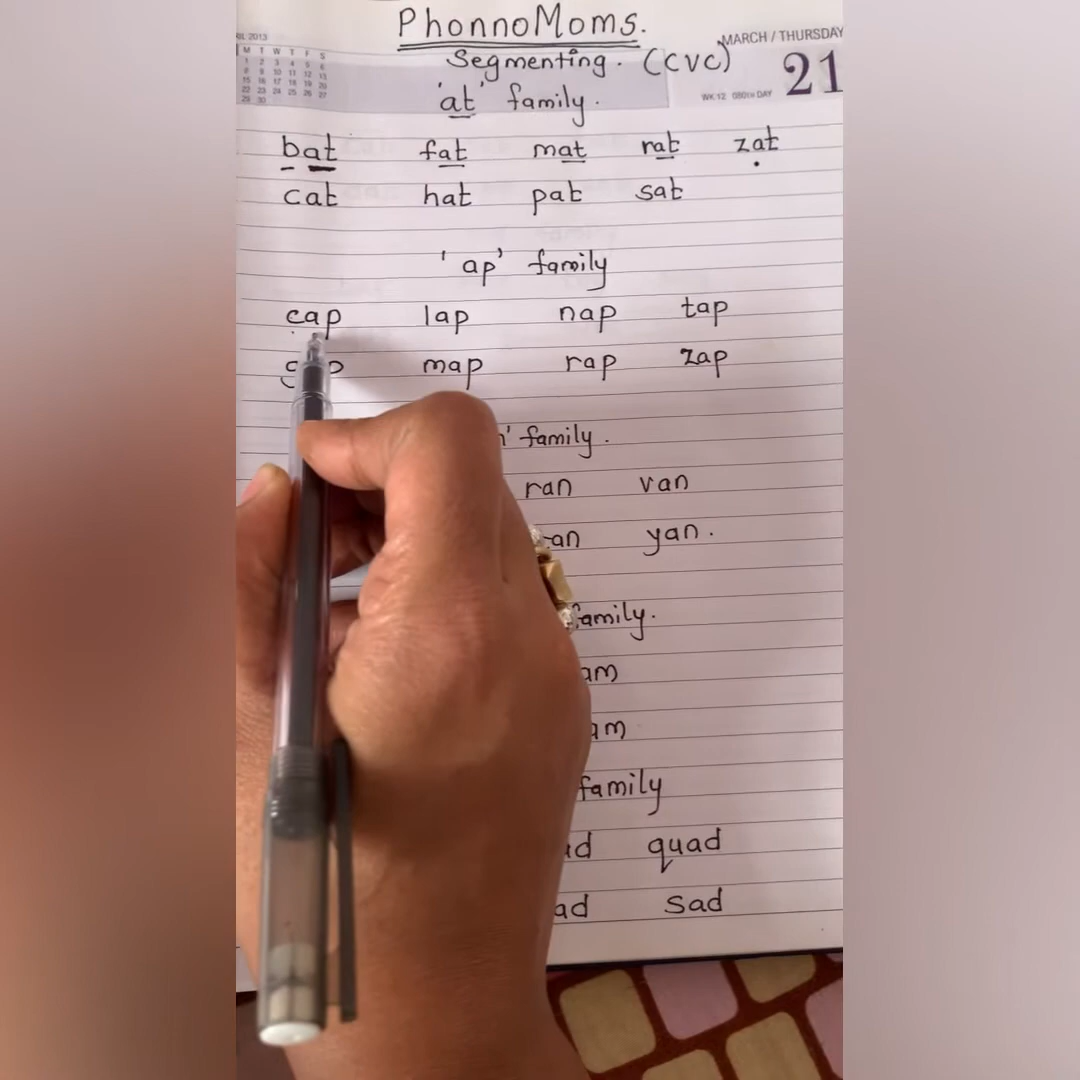 PhonnoMoms.
MARCH / THURSDAY
Segmenting. (CVC)
21
'at' family.
bat fat mat rat zat
cat hat pat sat
'ap' family
cap lap nap tap
map rap zap
family.
ran van
yan.
family.
family
quad
sad